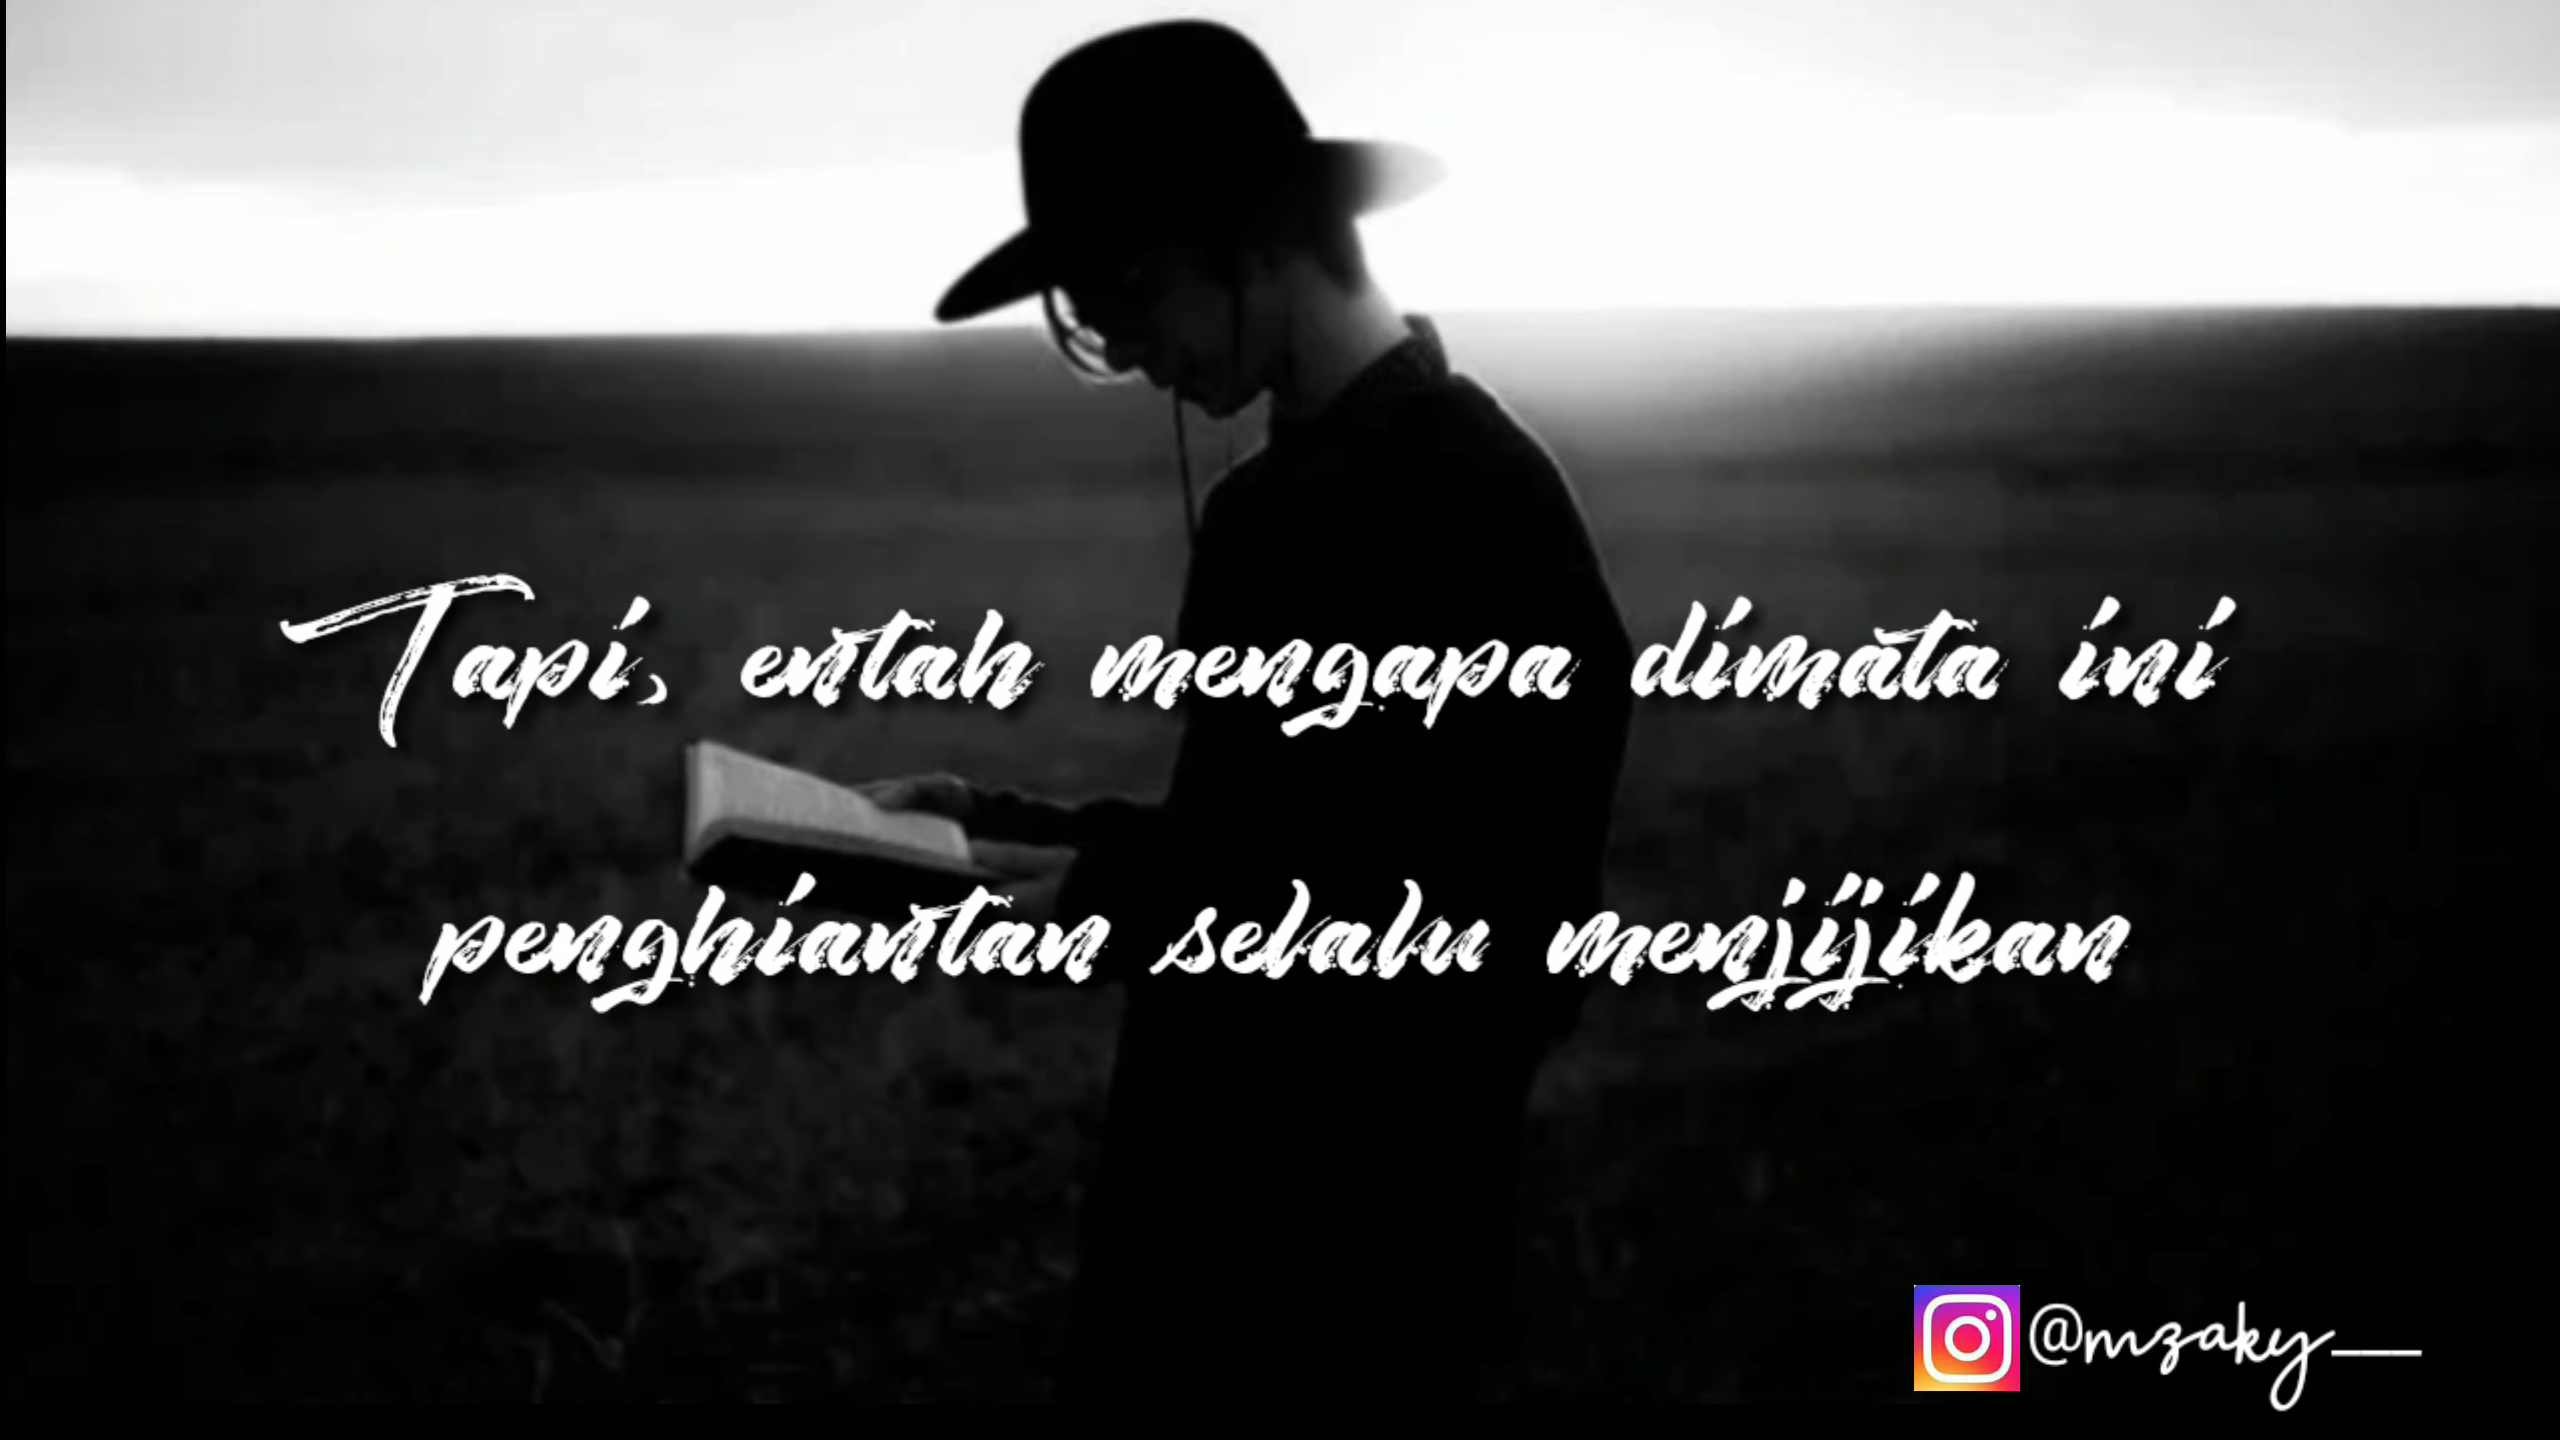 Tapi, entah mengapa dimata ini
penghiantan selalu menjijikan
@mzaky__